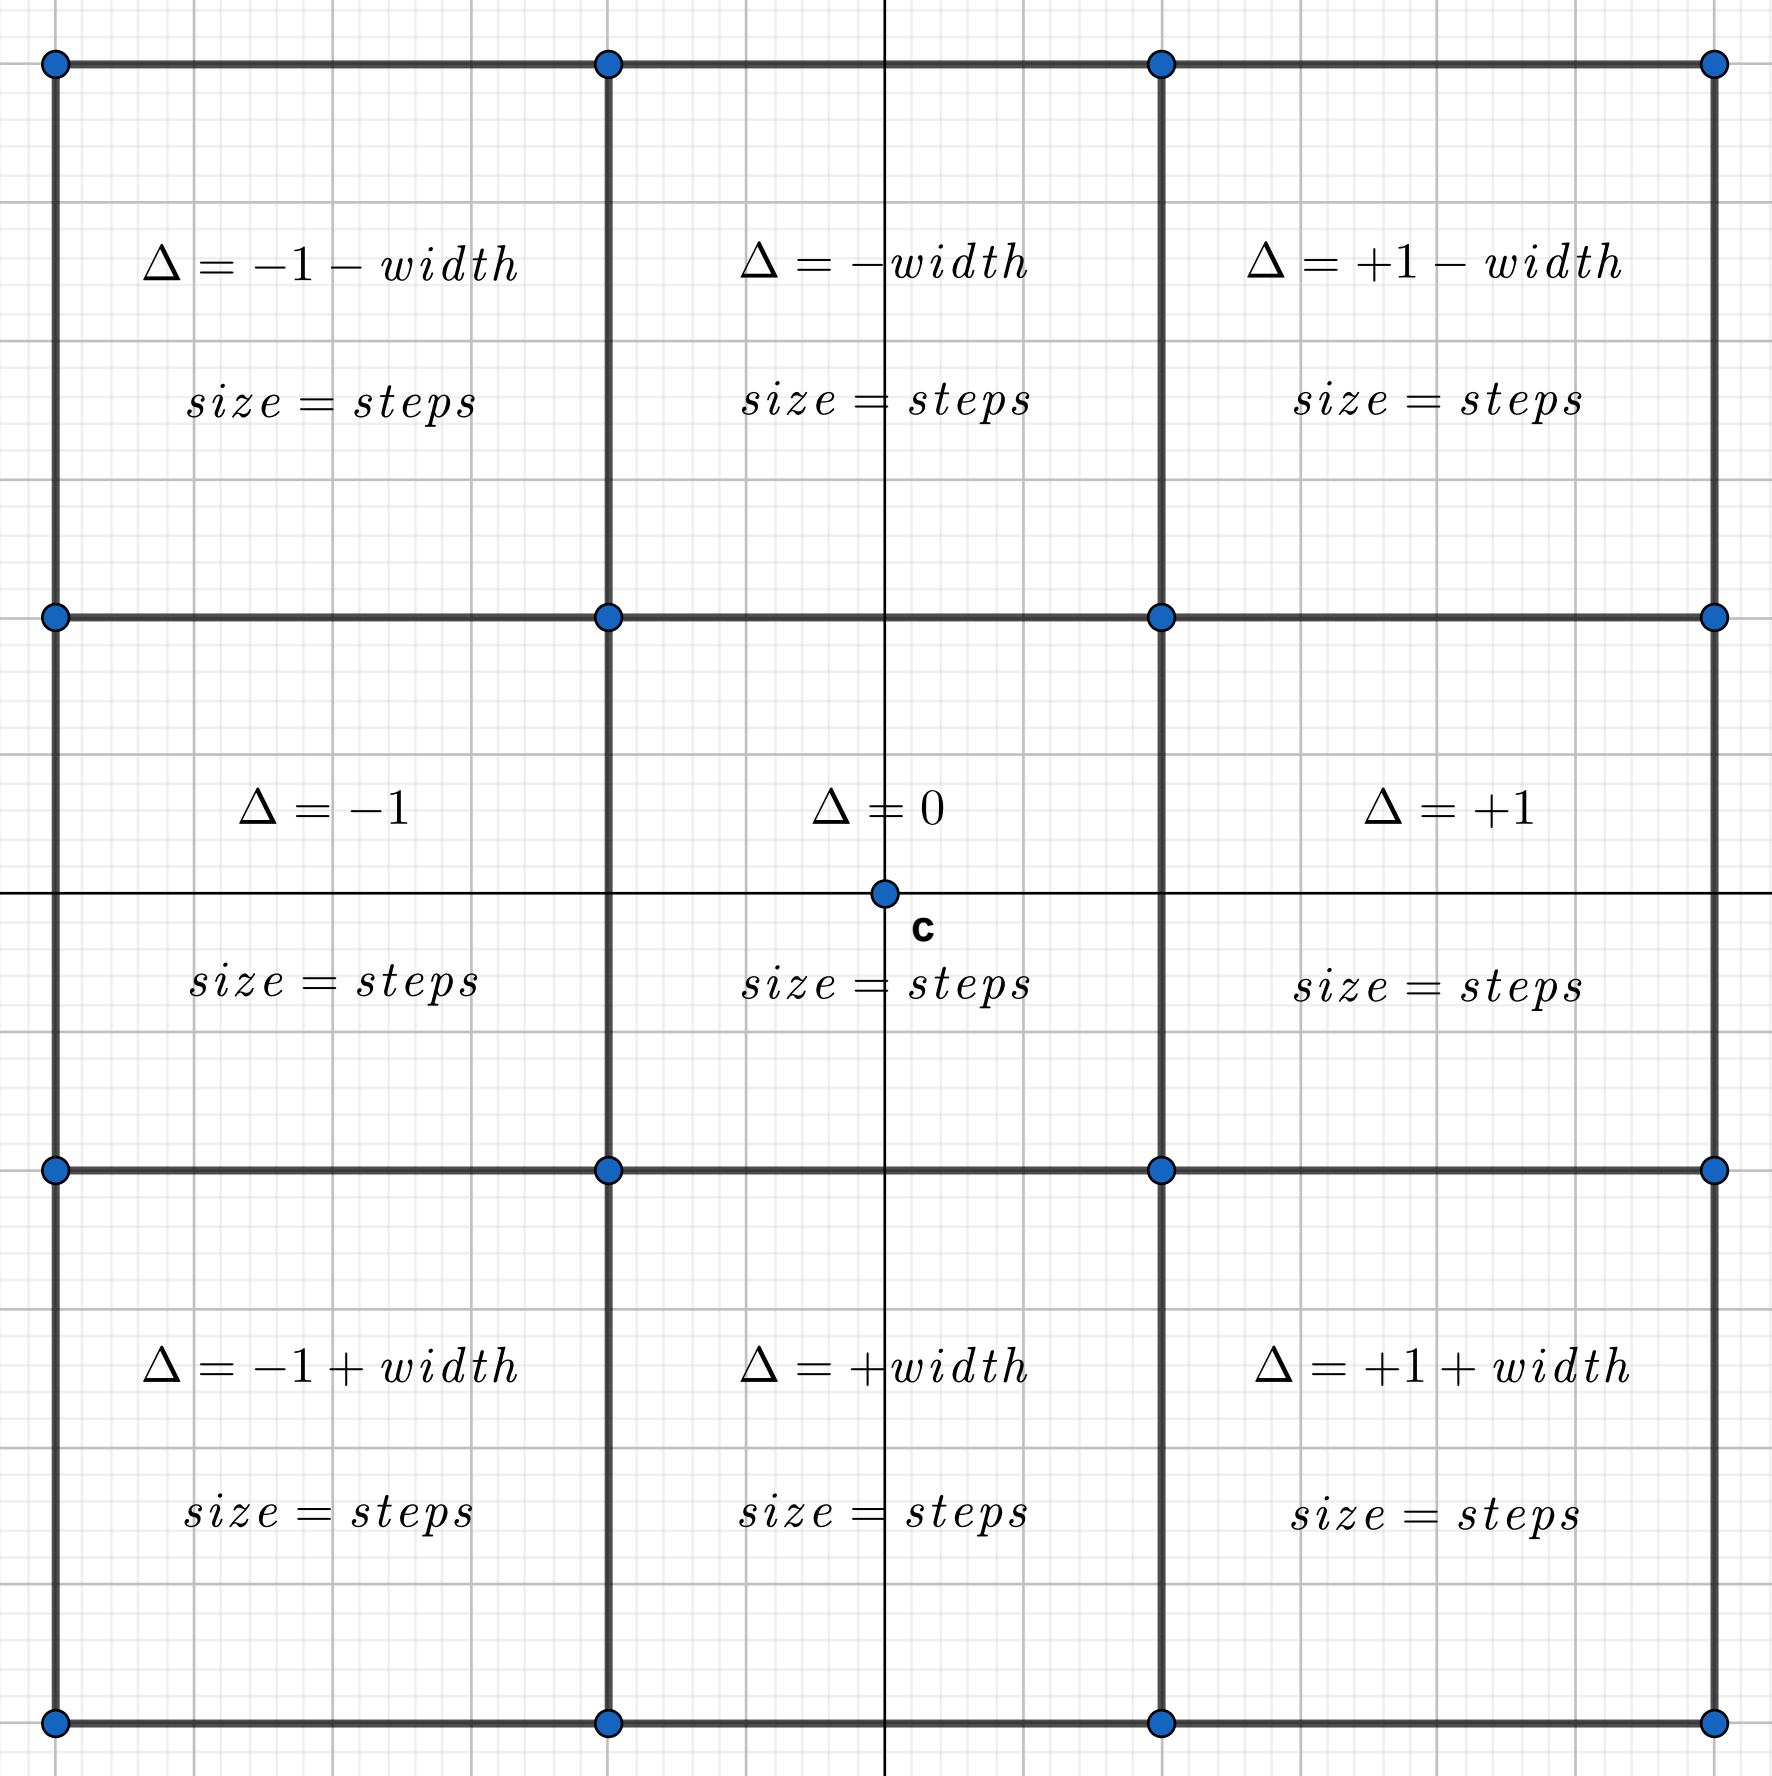 Δ = −1 − width
Δ = −width
Δ = +1 − width
size = steps
size = steps
size = steps
Δ = −1
Δ = 0
Δ = +1
c
size = steps
size = steps
size = steps
Δ = −1 + width
Δ = +width
Δ = +1 + width
size = steps
size = steps
size = steps